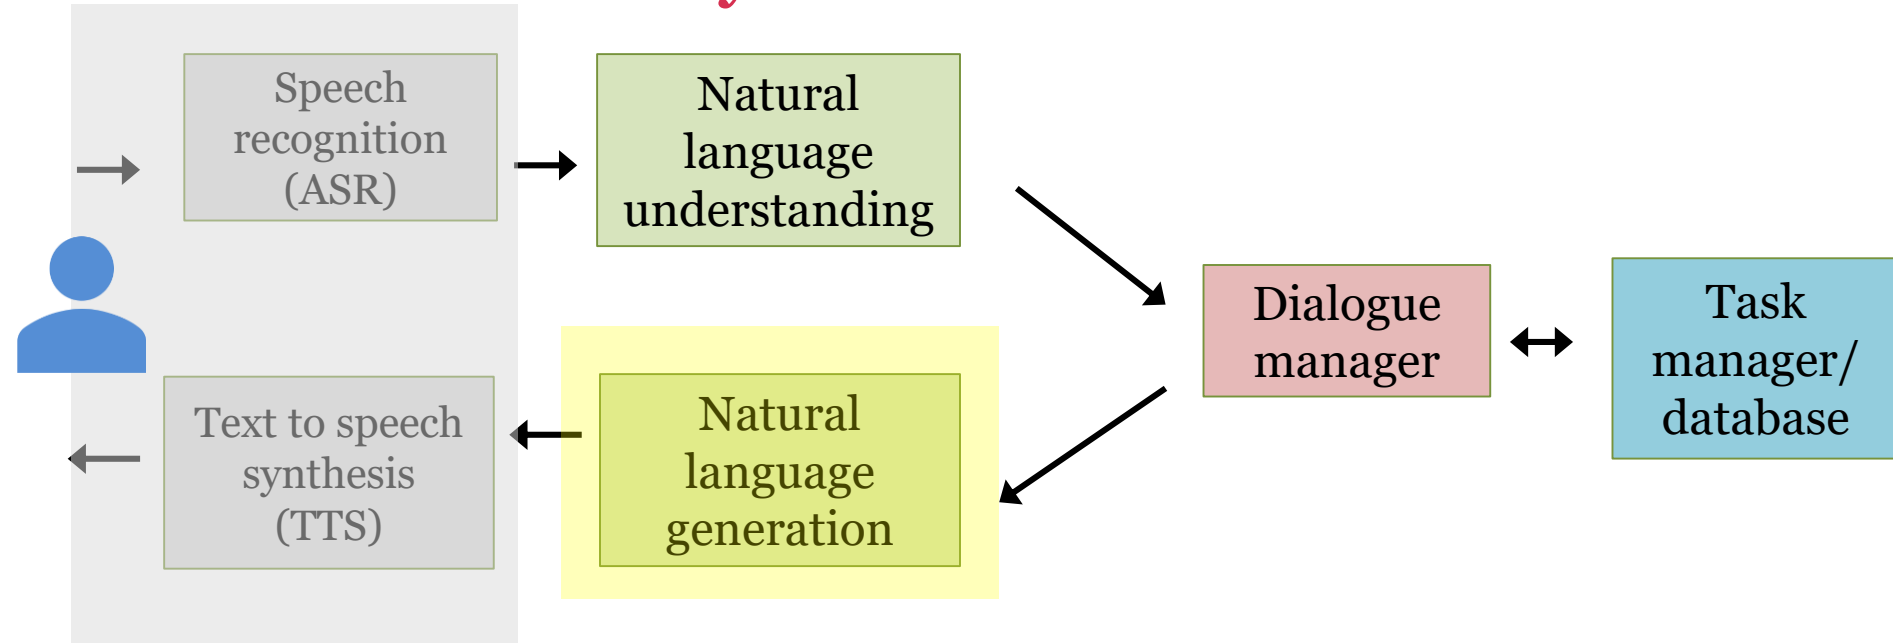 Speech
recognition
(ASR)
Natural
language
understanding
Dialogue
manager
Task
manager/
database
Text to speech
synthesis
(TTS)
Natural
language
generation